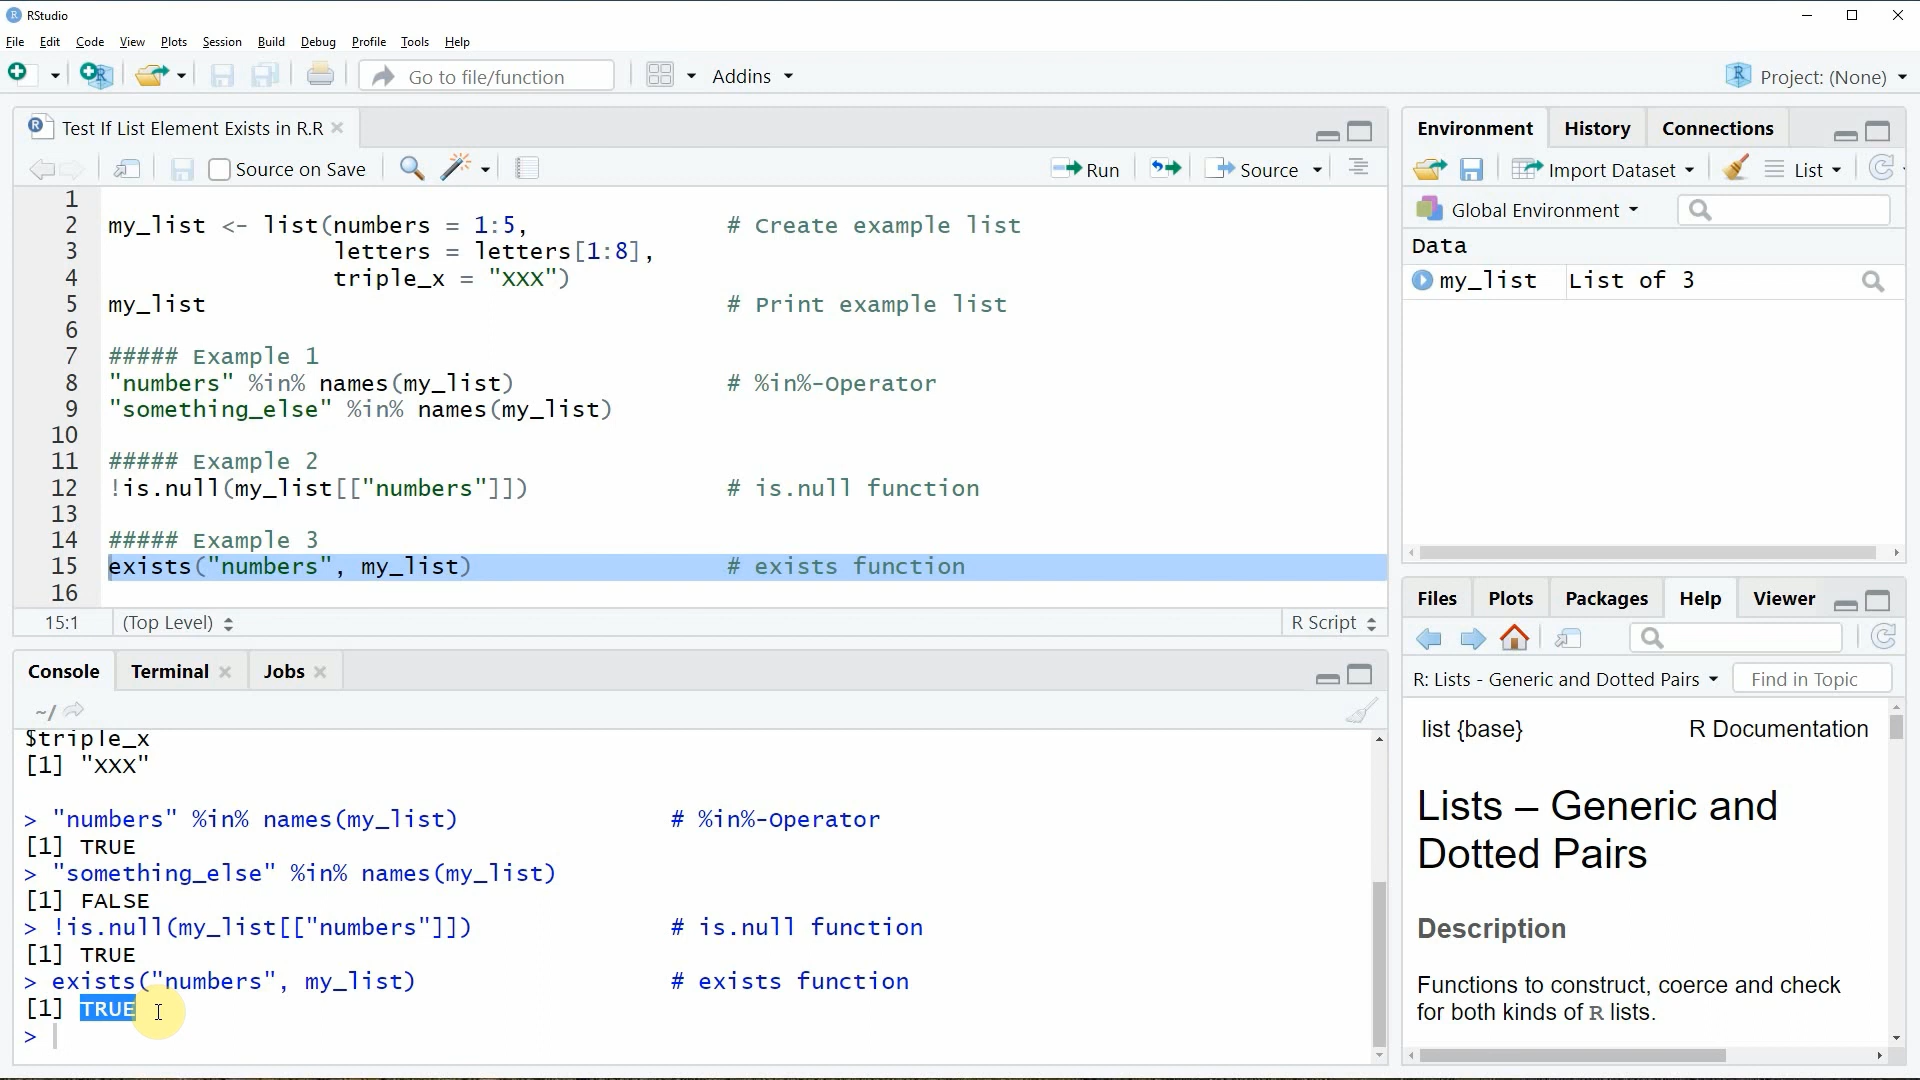 RStudio
File Edit Code View Plots Session Build Debug Profile Tools Help
Go to file/function Addins Project: (None)
Test If List Element Exists in R.R
Source on Save Run Source
1
2 my_list <- list(numbers = 1:5, # Create example list
3 letters = letters[1:8],
4 triple_x = "XXX")
5 my_list # Print example list
6
7 ##### Example 1
8 "numbers" %in% names(my_list) # %in%-Operator
9 "something_else" %in% names(my_list)
10
11 ##### Example 2
12 !is.null(my_list[["numbers"]]) # is.null function
13
14 ##### Example 3
15 exists("numbers", my_list) # exists function
16
15:1 (Top Level) R Script
Console Terminal Jobs
~/
$triple_x
[1] "XXX"
> "numbers" %in% names(my_list) # %in%-Operator
[1] TRUE
> "something_else" %in% names(my_list)
[1] FALSE
> !is.null(my_list[["numbers"]]) # is.null function
[1] TRUE
> exists("numbers", my_list) # exists function
[1] TRUE
>
Environment History Connections
Import Dataset List
Global Environment
Data
my_list List of 3
Files Plots Packages Help Viewer
R: Lists - Generic and Dotted Pairs Find in Topic
list {base} R Documentation
Lists – Generic and
Dotted Pairs
Description
Functions to construct, coerce and check
for both kinds of R lists.